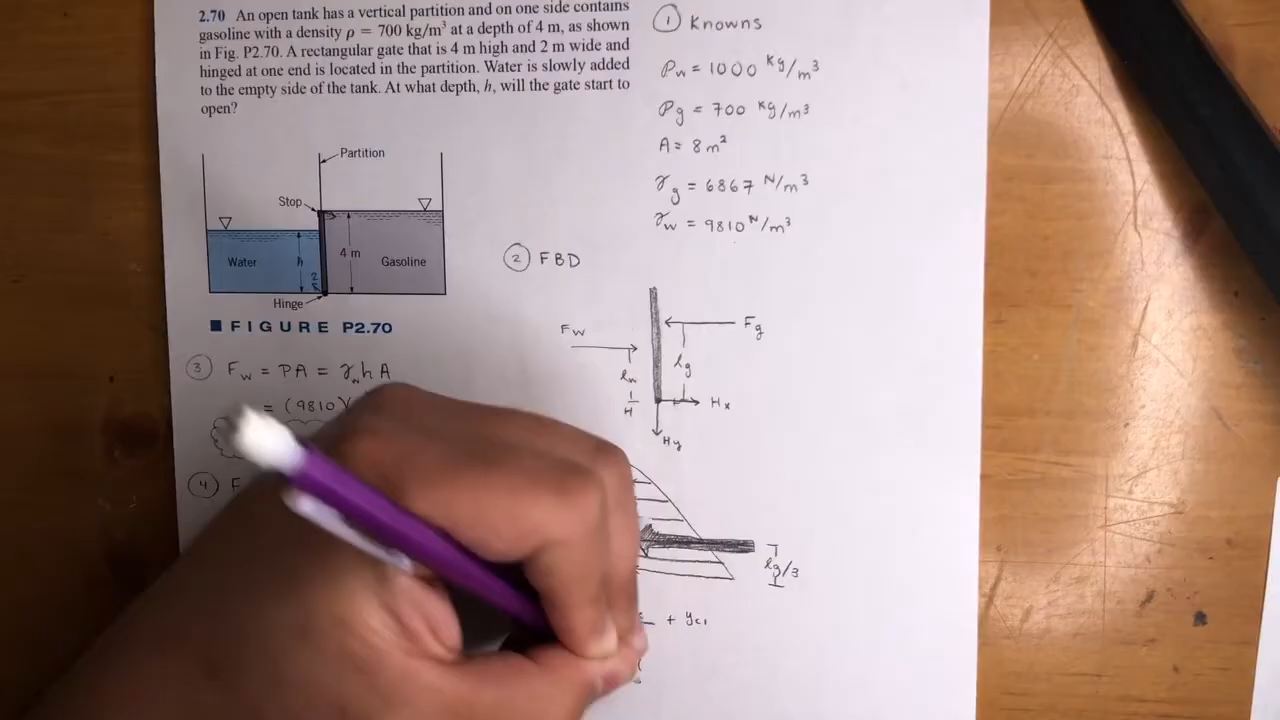 2.70 An open tank has a vertical partition and on one side contains
gasoline with a density ρ = 700 kg/m³ at a depth of 4 m, as shown
in Fig. P2.70. A rectangular gate that is 4 m high and 2 m wide and
hinged at one end is located in the partition. Water is slowly added
to the empty side of the tank. At what depth, h, will the gate start to
open?
Partition
Stop
Water
h
4 m
Gasoline
Hinge
■ FIGURE P2.70
① Knowns
ρw = 1000 kg/m³
ρg = 700 kg/m³
A = 8 m²
γg = 6867 N/m³
γw = 9810 N/m³
② FBD
Fw
Fg
lg
lw
Hx
Hy
③ Fw = PA = γw h A
= (9810)(
④ F
lg/3
+ yc1